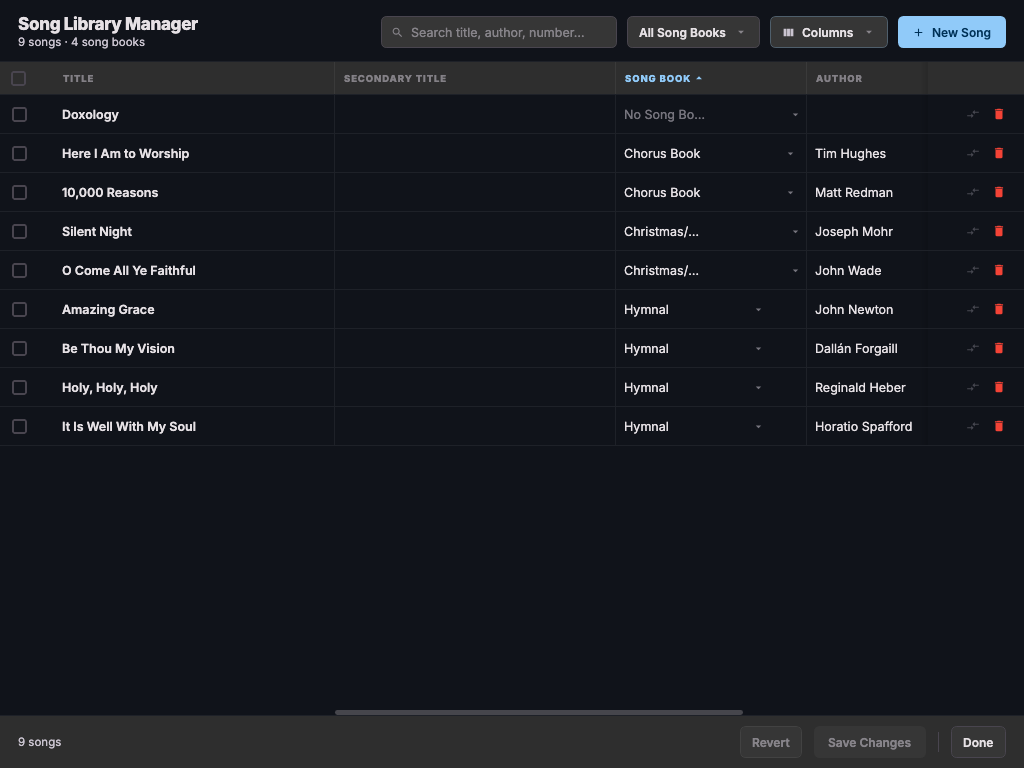 Song Library Manager
9 songs · 4 song books
Search title, author, number...
All Song Books
Columns
+ New Song
TITLE SECONDARY TITLE SONG BOOK AUTHOR
Doxology No Song Bo...
Here I Am to Worship Chorus Book Tim Hughes
10,000 Reasons Chorus Book Matt Redman
Silent Night Christmas/... Joseph Mohr
O Come All Ye Faithful Christmas/... John Wade
Amazing Grace Hymnal John Newton
Be Thou My Vision Hymnal Dallán Forgaill
Holy, Holy, Holy Hymnal Reginald Heber
It Is Well With My Soul Hymnal Horatio Spafford
9 songs
Revert
Save Changes
Done